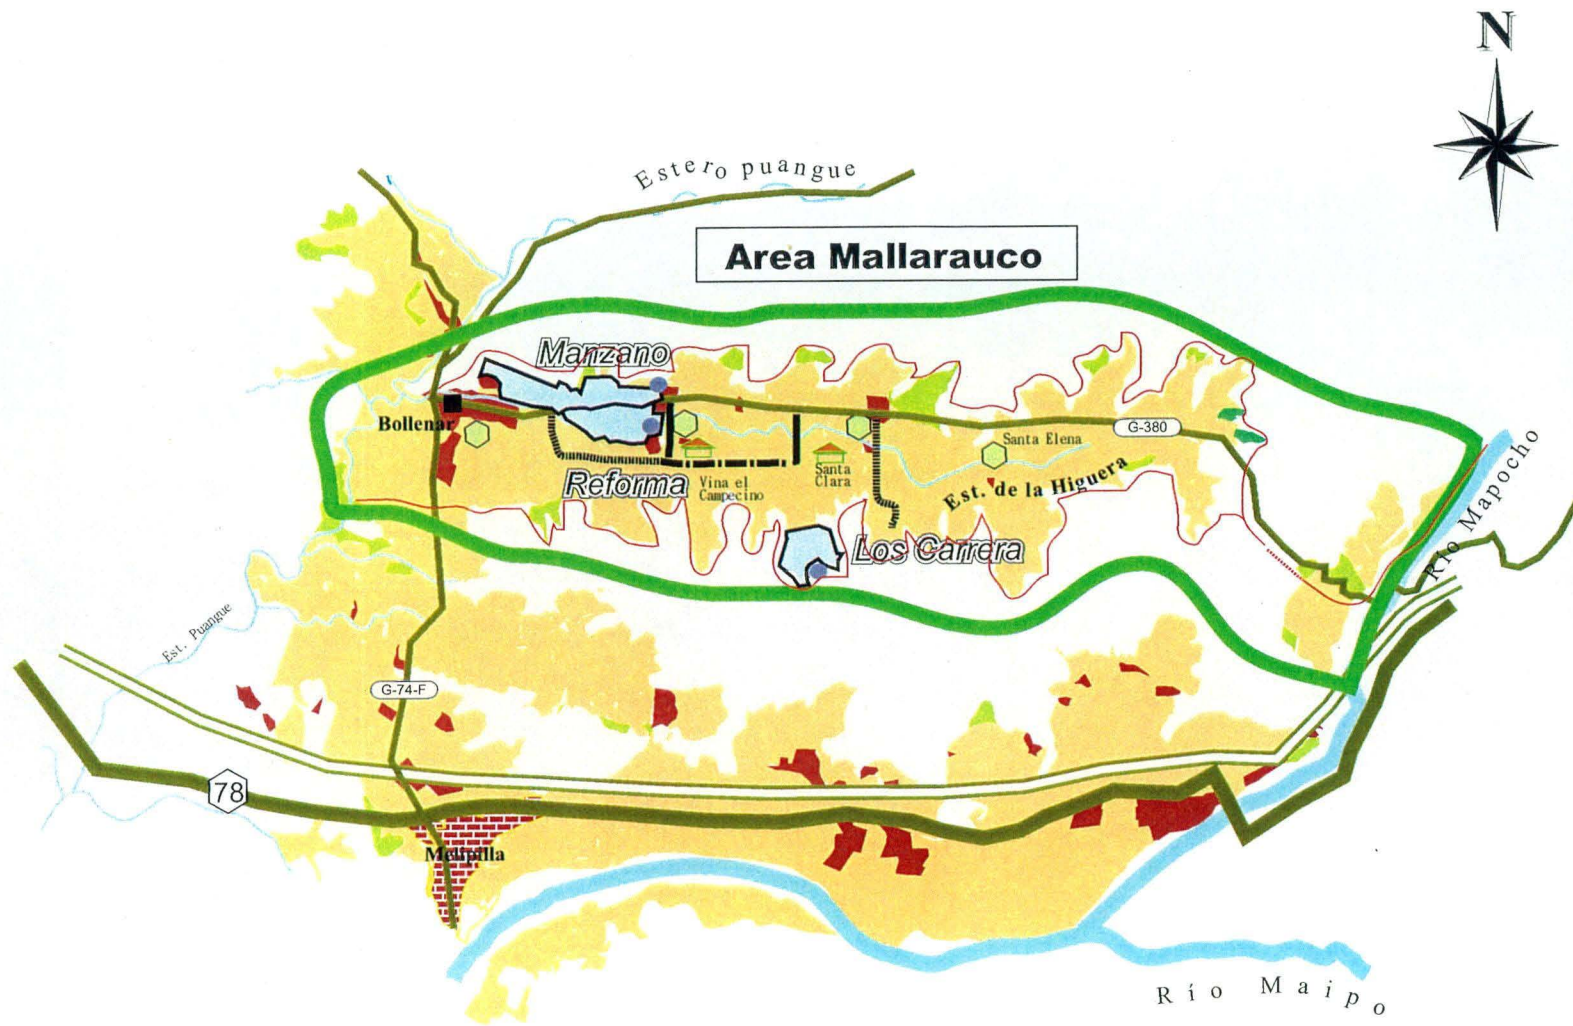 N
Estero puangue
Area Mallarauco
Manzano
Bollenar
Reforma
Vina el
Campecino
Santa
Clara
Santa Elena
G-380
Est. de la Higuera
Los Carrera
Río Mapocho
Est. Puangue
G-74-F
78
Melipilla
Río Maipo